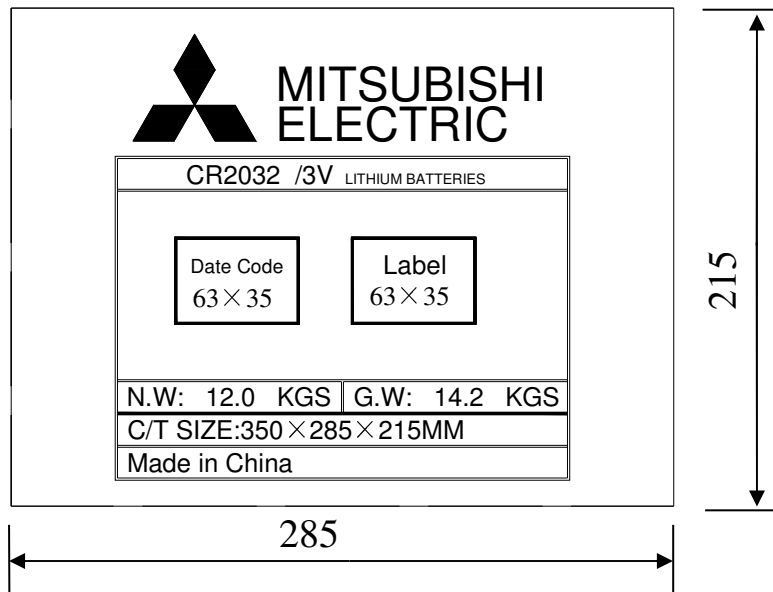 MITSUBISHI
ELECTRIC
CR2032 /3V LITHIUM BATTERIES
Date Code
63×35
Label
63×35
N.W: 12.0 KGS G.W: 14.2 KGS
C/T SIZE:350×285×215MM
Made in China
215
285